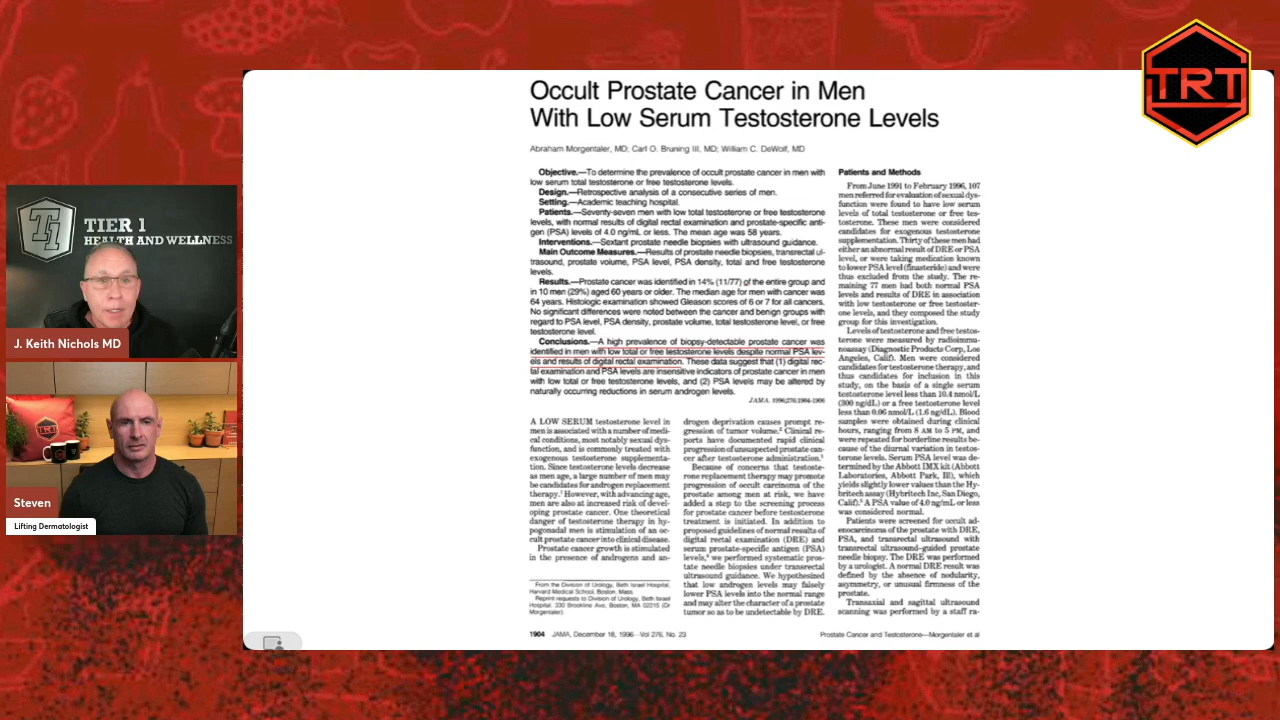 TRT
TIER 1
HEALTH AND WELLNESS
J. Keith Nichols MD
TRT
Steven
Lifting Dermatologist
Occult Prostate Cancer in Men
With Low Serum Testosterone Levels
Abraham Morgentaler, MD; Carl O. Bruning III, MD; William C. DeWolf, MD
Objective.—To determine the prevalence of occult prostate cancer in men with
low serum total testosterone or free testosterone levels.
Design.—Retrospective analysis of a consecutive series of men.
Setting.—Academic teaching hospital.
Patients.—Seventy-seven men with low total testosterone or free testosterone
levels, with normal results of digital rectal examination and prostate-specific anti-
gen (PSA) levels of 4.0 ng/mL or less. The mean age was 58 years.
Interventions.—Sextant prostate needle biopsies with ultrasound guidance.
Main Outcome Measures.—Results of prostate needle biopsies, transrectal ul-
trasound, prostate volume, PSA level, PSA density, total and free testosterone
levels.
Results.—Prostate cancer was identified in 14% (11/77) of the entire group and
in 10 men (29%) aged 60 years or older. The median age for men with cancer was
64 years. Histologic examination showed Gleason scores of 6 or 7 for all cancers.
No significant differences were noted between the cancer and benign groups with
regard to PSA level, PSA density, prostate volume, total testosterone level, or free
testosterone level.
Conclusions.—A high prevalence of biopsy-detectable prostate cancer was
identified in men with low total or free testosterone levels despite normal PSA lev-
els and results of digital rectal examination. These data suggest that (1) digital rec-
tal examination and PSA levels are insensitive indicators of prostate cancer in men
with low total or free testosterone levels, and (2) PSA levels may be altered by
naturally occurring reductions in serum androgen levels.
JAMA. 1996;276:1904-1906
A LOW SERUM testosterone level in
men is associated with a number of medi-
cal conditions, most notably sexual dys-
function, and is commonly treated with
exogenous testosterone supplementa-
tion. Since testosterone levels decrease
as men age, a large number of men may
be candidates for androgen replacement
therapy.1 However, with advancing age,
men are also at increased risk of devel-
oping prostate cancer. One theoretical
danger of testosterone therapy in hy-
pogonadal men is stimulation of an oc-
cult prostate cancer into clinical disease.
Prostate cancer growth is stimulated
in the presence of androgens and an-
From the Division of Urology, Beth Israel Hospital,
Harvard Medical School, Boston, Mass.
Reprint requests to Division of Urology, Beth Israel
Hospital, 330 Brookline Ave, Boston, MA 02215 (Dr
Morgentaler).
drogen deprivation causes prompt re-
gression of tumor volume.2 Clinical re-
ports have documented rapid clinical
progression of unsuspected prostate can-
cer after testosterone administration.3
Because of concerns that testoste-
rone replacement therapy may promote
progression of occult carcinoma of the
prostate among men at risk, we have
added a step to the screening process
for prostate cancer before testosterone
treatment is initiated. In addition to
proposed guidelines of normal results of
digital rectal examination (DRE) and
serum prostate-specific antigen (PSA)
levels,4 we performed systematic pros-
tate needle biopsies under transrectal
ultrasound guidance. We hypothesized
that low androgen levels may falsely
lower PSA levels into the normal range
and may alter the character of a prostate
tumor so as to be undetectable by DRE.
Patients and Methods
From June 1991 to February 1996, 107
men referred for evaluation of sexual dys-
function were found to have low serum
levels of total testosterone or free tes-
tosterone. These men were considered
candidates for exogenous testosterone
supplementation. Thirty of these men had
either an abnormal result of DRE or PSA
level, or were taking medication known
to lower PSA level (finasteride) and were
thus excluded from the study. The re-
maining 77 men had both normal PSA
levels and results of DRE in association
with low testosterone or free testoster-
one levels, and they composed the study
group for this investigation.
Levels of testosterone and free testos-
terone were measured by radioimmu-
noassay (Diagnostic Products Corp, Los
Angeles, Calif). Men were considered
candidates for testosterone therapy, and
thus candidates for inclusion in this
study, on the basis of a single serum
testosterone level less than 10.4 nmol/L
(300 ng/dL) or a free testosterone level
less than 0.06 nmol/L (1.6 ng/dL). Blood
samples were obtained during clinical
hours, ranging from 8 AM to 5 PM, and
were repeated for borderline results be-
cause of the diurnal variation in testos-
terone levels. Serum PSA level was de-
termined by the Abbott IMX kit (Abbott
Laboratories, Abbott Park, Ill), which
yields slightly lower values than the Hy-
britech assay (Hybritech Inc, San Diego,
Calif).5 A PSA value of 4.0 ng/mL or less
was considered normal.
Patients were screened for occult ad-
enocarcinoma of the prostate with DRE,
PSA, and transrectal ultrasound with
transrectal ultrasound–guided prostate
needle biopsy. The DRE was performed
by a urologist. A normal DRE result was
defined by the absence of nodularity,
asymmetry, or unusual firmness of the
prostate.
Transaxial and sagittal ultrasound
scanning was performed by a staff ra-
1904 JAMA, December 18, 1996—Vol 276, No. 23
Prostate Cancer and Testosterone—Morgentaler et al